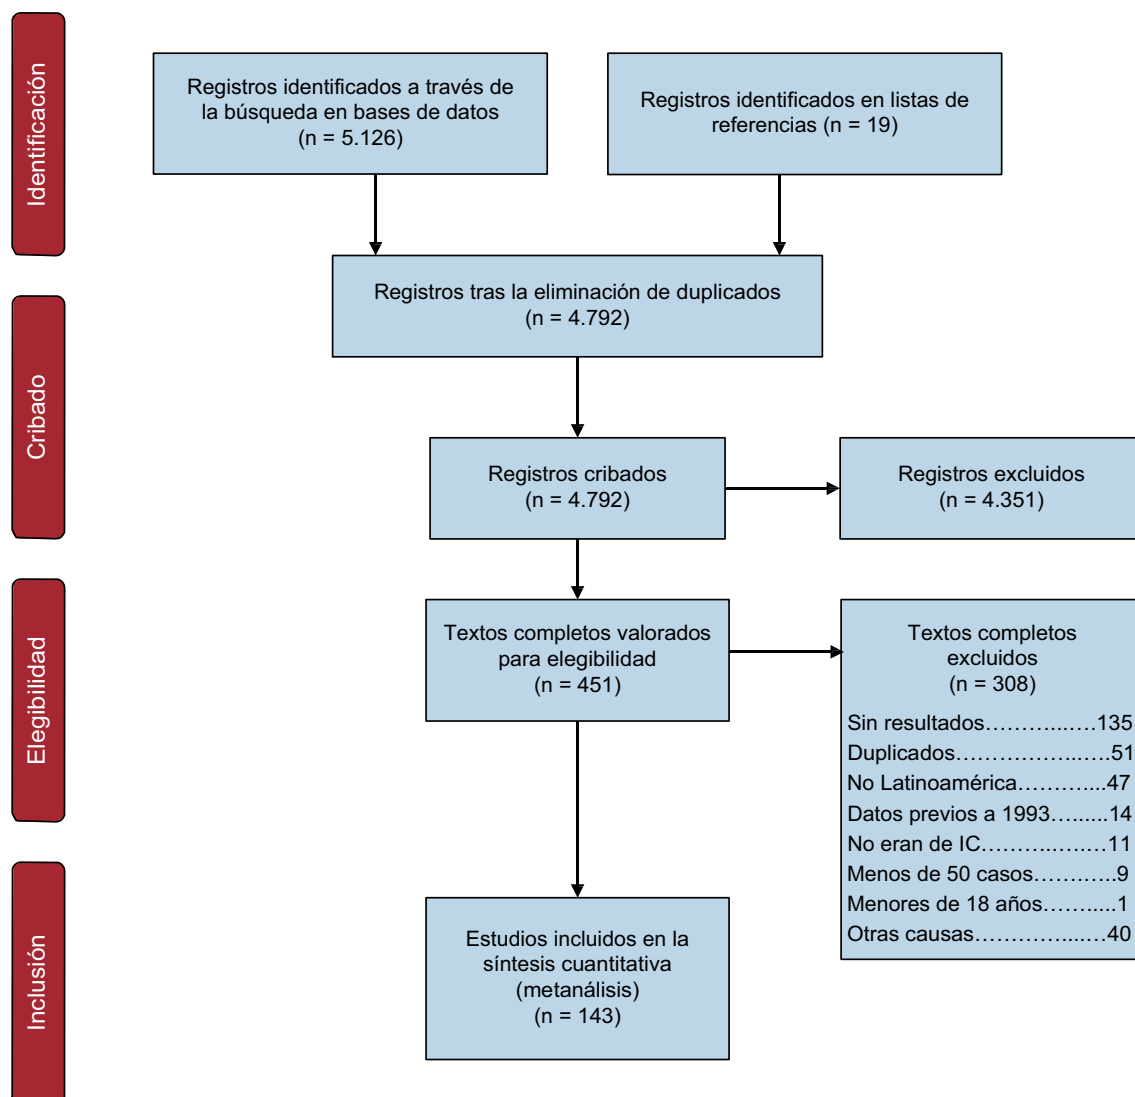 Identificación
Registros identificados a través de
la búsqueda en bases de datos
(n = 5.126)
Registros identificados en listas de
referencias (n = 19)
Registros tras la eliminación de duplicados
(n = 4.792)
Cribado
Registros cribados
(n = 4.792)
Registros excluidos
(n = 4.351)
Elegibilidad
Textos completos valorados
para elegibilidad
(n = 451)
Textos completos
excluidos
(n = 308)
Sin resultados………...….135
Duplicados……………..….51
No Latinoamérica………....47
Datos previos a 1993….....14
No eran de IC………..….…11
Menos de 50 casos…….…..9
Menores de 18 años…….....1
Otras causas…………....…40
Inclusión
Estudios incluidos en la
síntesis cuantitativa
(metanálisis)
(n = 143)